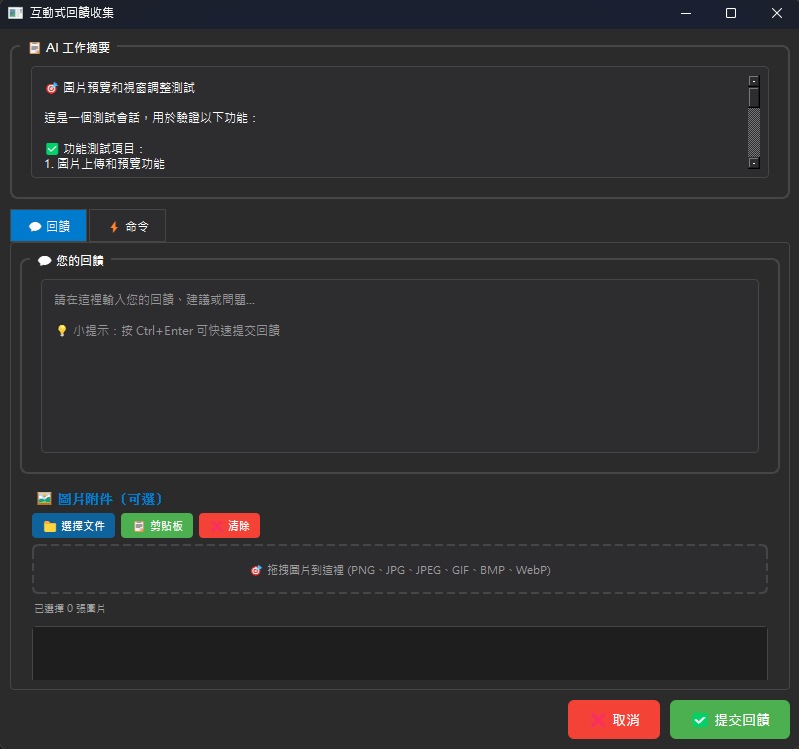 互動式回饋收集
📋 AI 工作摘要
🎯 圖片預覽和視窗調整測試
這是一個測試會話，用於驗證以下功能：
✅ 功能測試項目：
1. 圖片上傳和預覽功能
💬 回饋
⚡ 命令
💬 您的回饋
請在這裡輸入您的回饋、建議或問題...
💡 小提示：按 Ctrl+Enter 可快速提交回饋
🖼️ 圖片附件（可選）
📁 選擇文件
📋 剪貼板
❌ 清除
🎯 拖拽圖片到這裡 (PNG、JPG、JPEG、GIF、BMP、WebP)
已選擇 0 張圖片
❌ 取消
✅ 提交回饋